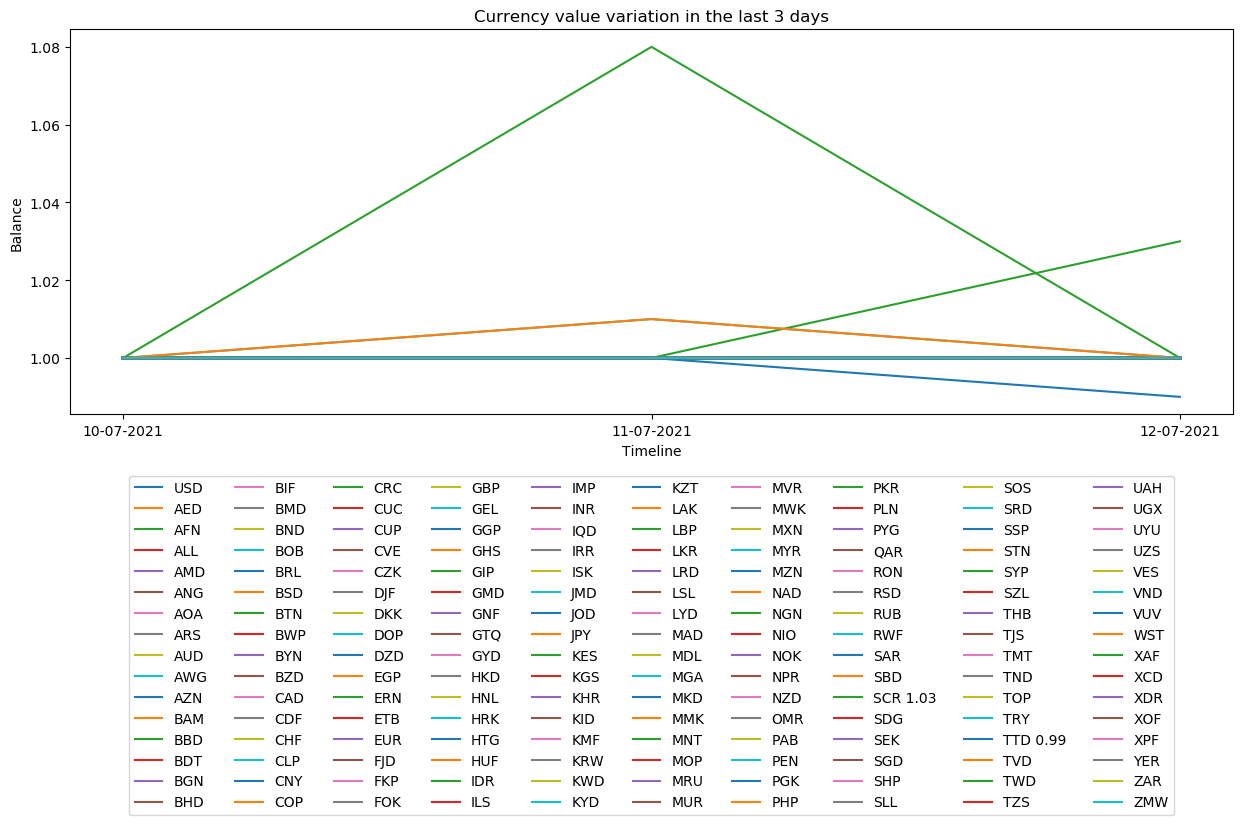 Currency value variation in the last 3 days
1.08
1.06
1.04
1.02
1.00
Balance
10-07-2021 11-07-2021 12-07-2021
Timeline
USD BIF CRC GBP IMP KZT MVR PKR SOS UAH
AED BMD CUC GEL INR LAK MWK PLN SRD UGX
AFN BND CUP GGP IQD LBP MXN PYG SSP UYU
ALL BOB CVE GHS IRR LKR MYR QAR STN UZS
AMD BRL CZK GIP ISK LRD MZN RON SYP VES
ANG BSD DJF GMD JMD LSL NAD RSD SZL VND
AOA BTN DKK GNF JOD LYD NGN RUB THB VUV
ARS BWP DOP GTQ JPY MAD NIO RWF TJS WST
AUD BYN DZD GYD KES MDL NOK SAR TMT XAF
AWG BZD EGP HKD KGS MGA NPR SBD TND XCD
AZN CAD ERN HNL KHR MKD NZD SCR 1.03 TOP XDR
BAM CDF ETB HRK KID MMK OMR SDG TRY XOF
BBD CHF EUR HTG KMF MNT PAB SEK TTD 0.99 XPF
BDT CLP FJD HUF KRW MOP PEN SGD TVD YER
BGN CNY FKP IDR KWD MRU PGK SHP TWD ZAR
BHD COP FOK ILS KYD MUR PHP SLL TZS ZMW